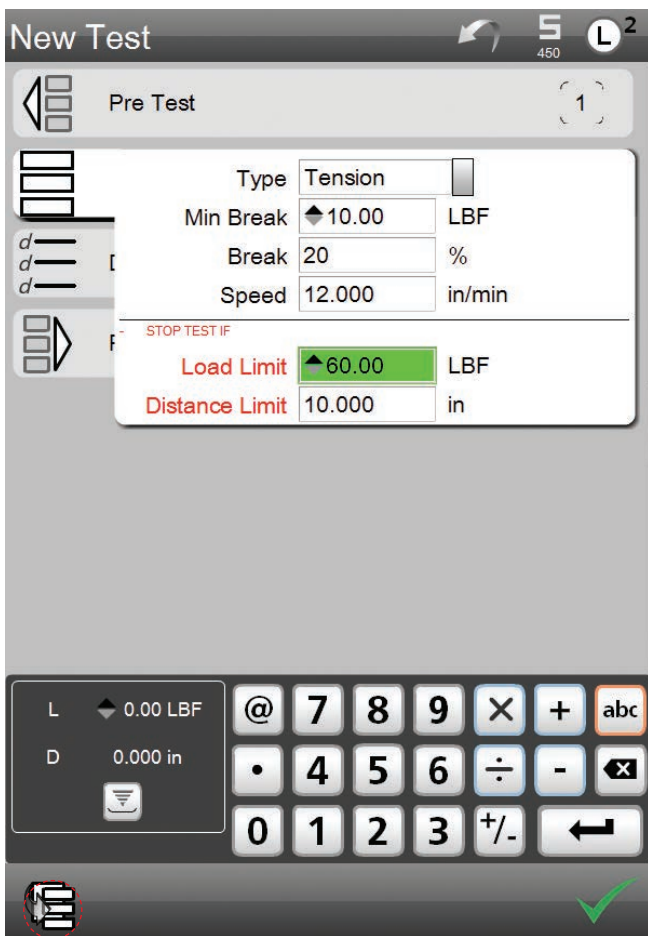 New Test
450
L 2
Pre Test
1
Type Tension
Min Break 10.00 LBF
d
d
d
Break 20 %
Speed 12.000 in/min
STOP TEST IF
Load Limit 60.00 LBF
Distance Limit 10.000 in
L 0.00 LBF
D 0.000 in
@ 7 8 9 × + abc
• 4 5 6 ÷ -
0 1 2 3 +/-